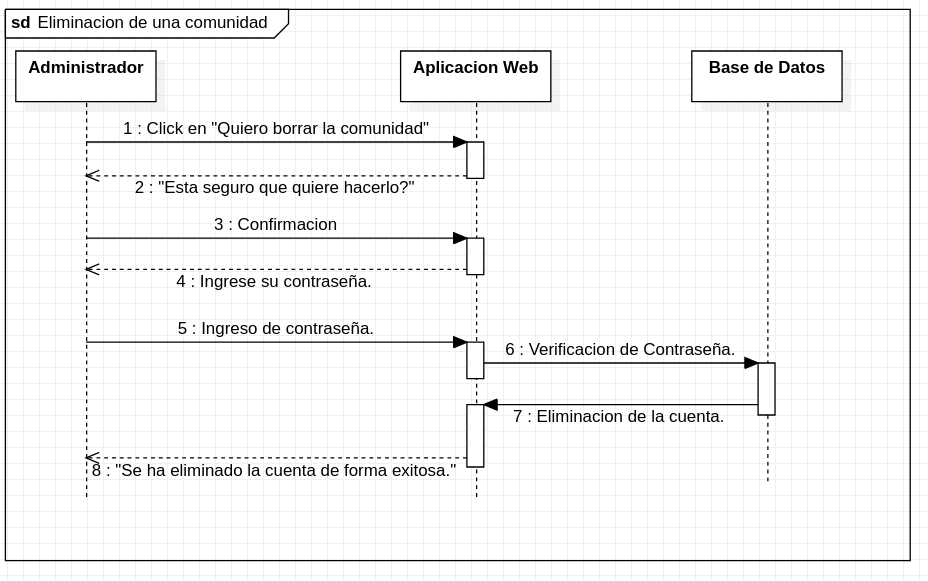 sd Eliminacion de una comunidad
Administrador
Aplicacion Web
Base de Datos
1 : Click en "Quiero borrar la comunidad"
2 : "Esta seguro que quiere hacerlo?"
3 : Confirmacion
4 : Ingrese su contraseña.
5 : Ingreso de contraseña.
6 : Verificacion de Contraseña.
7 : Eliminacion de la cuenta.
8 : "Se ha eliminado la cuenta de forma exitosa."